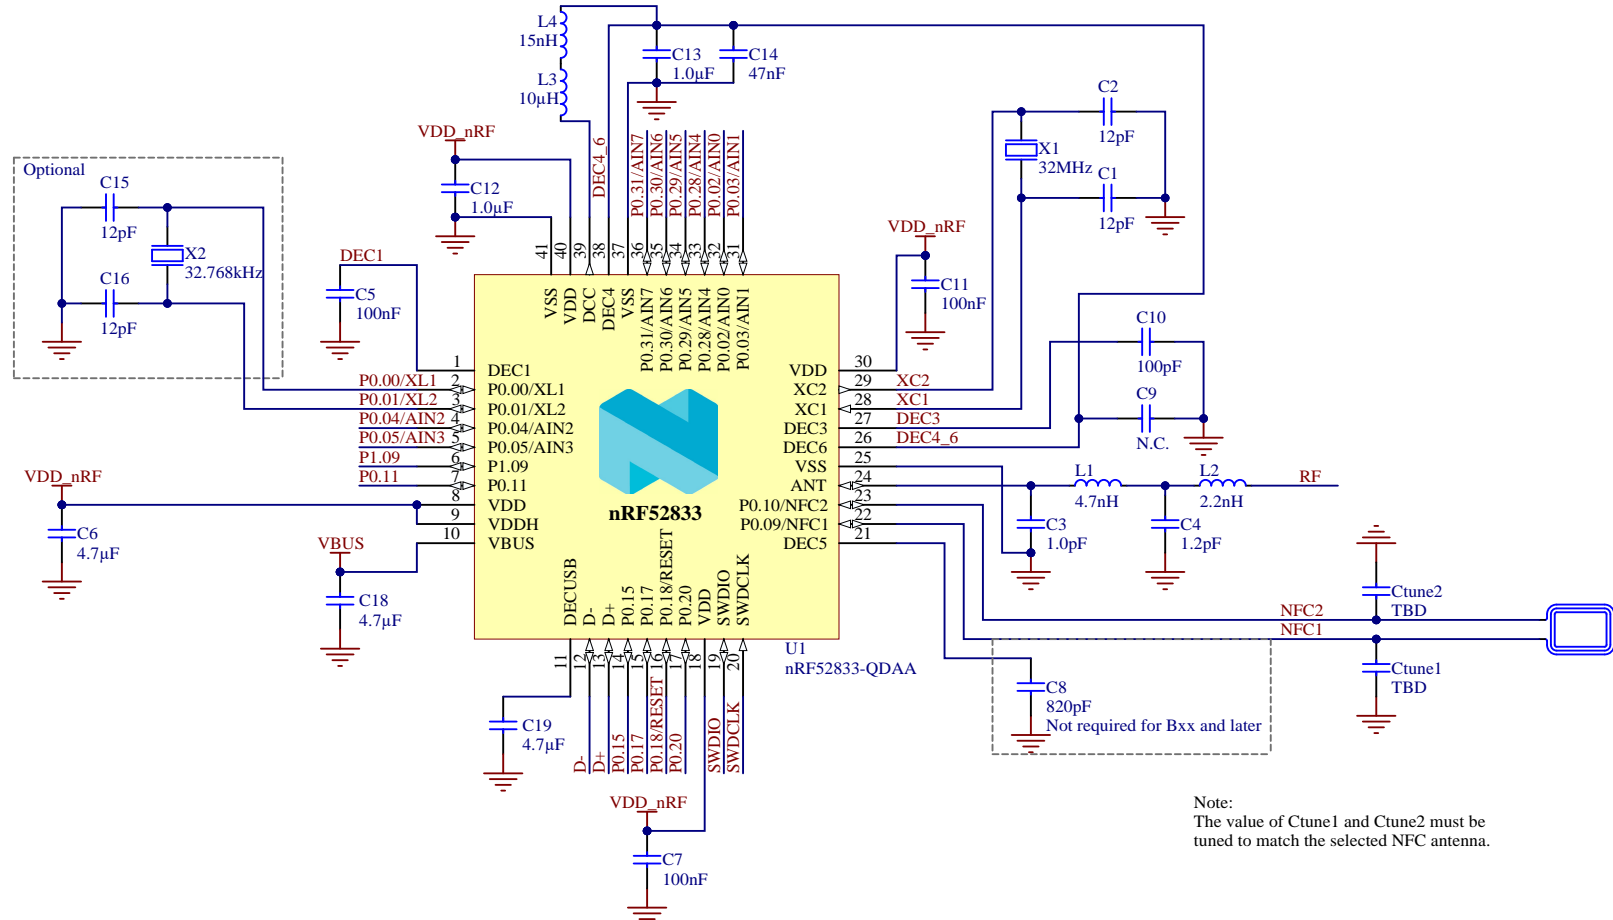 L4
15nH
L3
10µH
C13
1.0µF
C14
47nF
VDD_nRF
C12
1.0µF
DEC4_6
P0.31/AIN7
P0.30/AIN6
P0.29/AIN5
P0.28/AIN4
P0.02/AIN0
P0.03/AIN1
C2
12pF
X1
32MHz
C1
12pF
Optional
C15
12pF
X2
32.768kHz
C16
12pF
DEC1
C5
100nF
VDD_nRF
C11
100nF
41
40
39
38
37
36
35
34
33
32
31
VSS
VDD
DCC
DEC4
VSS
P0.31/AIN7
P0.30/AIN6
P0.29/AIN5
P0.28/AIN4
P0.02/AIN0
P0.03/AIN1
C10
100pF
C9
N.C.
1
DEC1
P0.00/XL1
2
P0.00/XL1
P0.01/XL2
3
P0.01/XL2
P0.04/AIN2
4
P0.04/AIN2
P0.05/AIN3
5
P0.05/AIN3
P1.09
6
P1.09
P0.11
7
P0.11
8
VDD
9
VDDH
10
VBUS
VDD
30
XC2
29
XC2
XC1
28
XC1
DEC3
27
DEC3
DEC6
26
DEC4_6
VSS
25
ANT
24
P0.10/NFC2
23
P0.09/NFC1
22
DEC5
21
nRF52833
VDD_nRF
C6
4.7µF
VBUS
C18
4.7µF
L1
4.7nH
L2
2.2nH
RF
C3
1.0pF
C4
1.2pF
Ctune2
TBD
NFC2
NFC1
Ctune1
TBD
DECUSB
D-
D+
P0.15
P0.17
P0.18/RESET
P0.20
VDD
SWDIO
SWDCLK
11
12
13
14
15
16
17
18
19
20
U1
nRF52833-QDAA
C8
820pF
Not required for Bxx and later
C19
4.7µF
D-
D+
P0.15
P0.17
P0.18/RESET
P0.20
SWDIO
SWDCLK
VDD_nRF
C7
100nF
Note:
The value of Ctune1 and Ctune2 must be
tuned to match the selected NFC antenna.